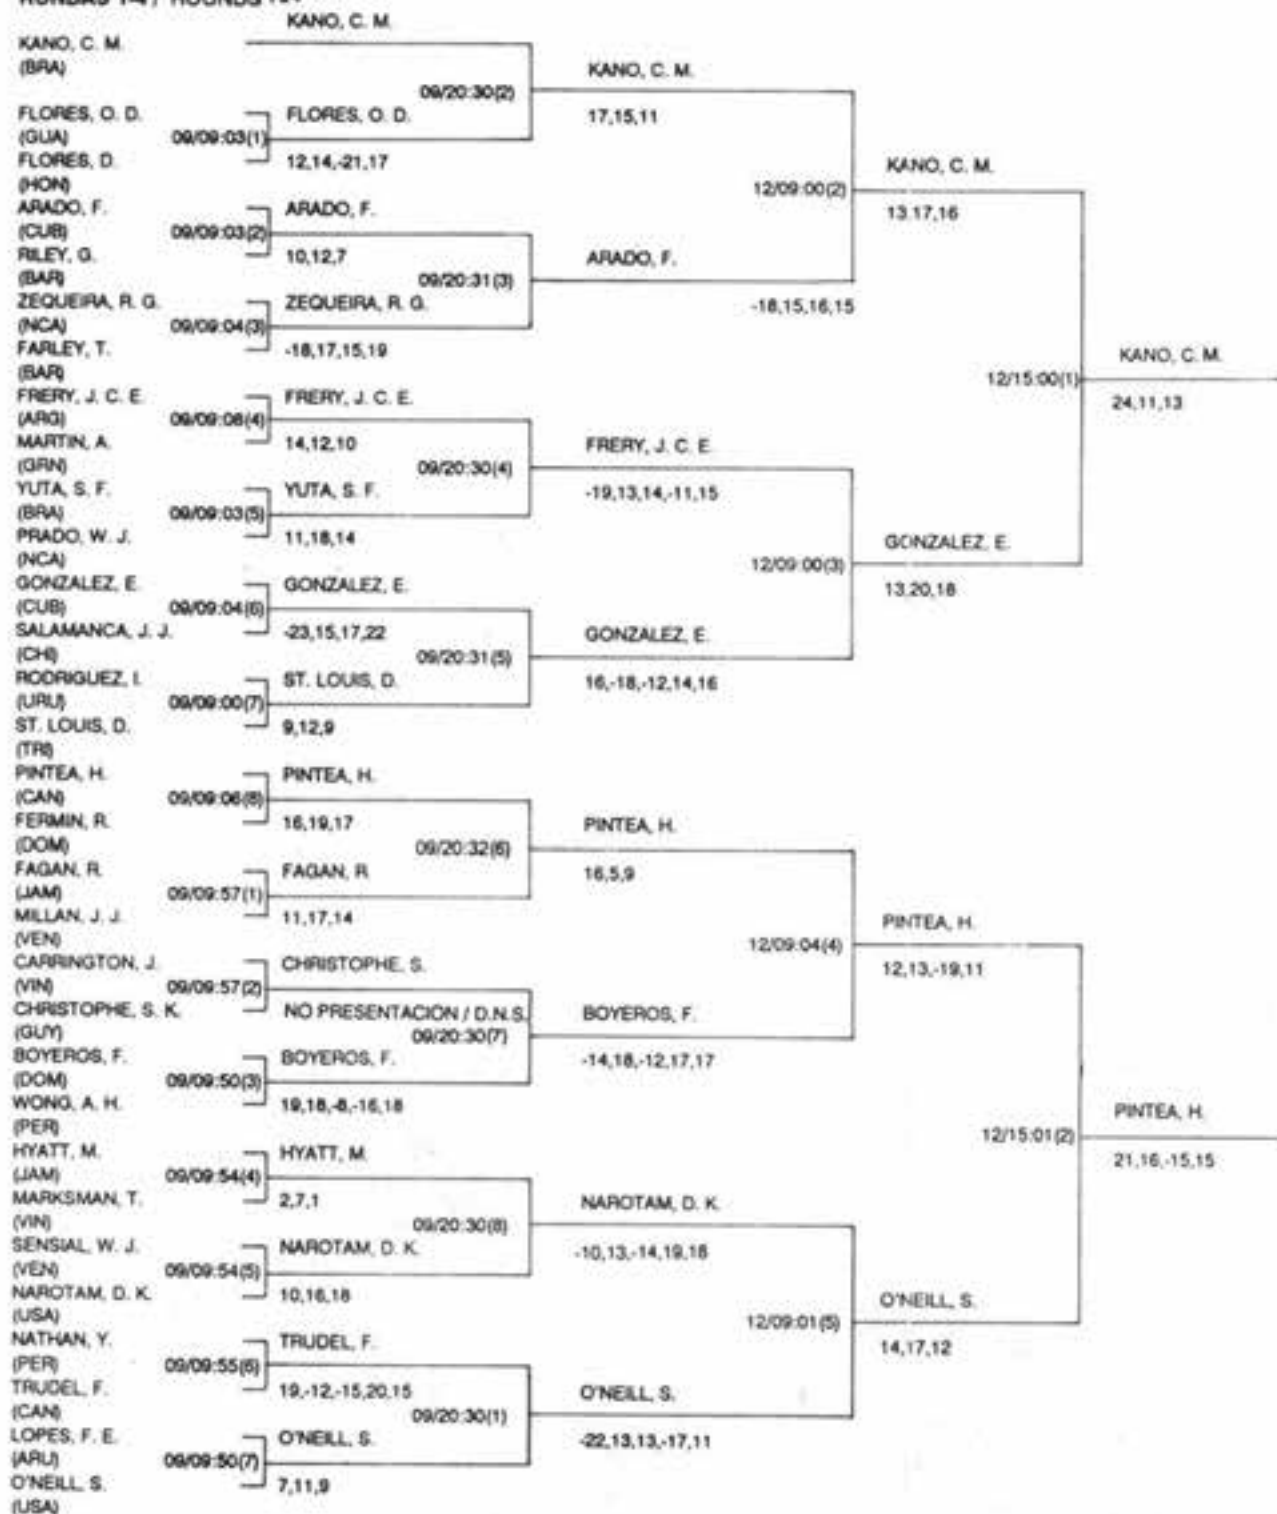 KANO, C. M.
KANO, C. M.
(BRA)
KANO, C. M.
09/20:30(2)
17,15,11
FLORES, O. D.
(GUA)
09/09:03(1)
FLORES, O. D.
FLORES, D.
12,14,-21,17
(HON)
KANO, C. M.
12/09:00(2)
13.17,16
ARADO, F.
(CUB)
09/09:03(2)
ARADO, F.
RILEY, G.
10,12,7
(BAR)
ARADO, F.
09/20:31(3)
-18,15,16,15
ZEQUEIRA, R. G.
(NCA)
09/09:04(3)
ZEQUEIRA, R. G.
FARLEY, T.
-18,17,15,19
(BAR)
KANO, C. M.
12/15:00(1)
24,11,13
FRERY, J. C. E.
(ARG)
09/09:08(4)
FRERY, J. C. E.
MARTIN, A.
14,12,10
(GRN)
FRERY, J. C. E.
09/20:30(4)
-19,13,14,-11,15
YUTA, S. F.
(BRA)
09/09:03(5)
YUTA, S. F.
PRADO, W. J.
11,18,14
(NCA)
GONZALEZ, E.
12/09:00(3)
13,20,18
GONZALEZ, E.
(CUB)
09/09:04(6)
GONZALEZ, E.
SALAMANCA, J. J.
-23,15,17,22
(CHI)
GONZALEZ, E.
09/20:31(5)
16,-18,-12,14,16
RODRIGUEZ, I.
(URU)
09/09:00(7)
ST. LOUIS, D.
ST. LOUIS, D.
9,12,9
(TRI)
PINTEA, H.
(CAN)
09/09:06(8)
PINTEA, H.
FERMIN, R.
16,19,17
(DOM)
PINTEA, H.
09/20:32(6)
16,5,9
FAGAN, R.
(JAM)
09/09:57(1)
FAGAN, R
MILLAN, J. J.
11,17,14
(VEN)
PINTEA, H.
12/09:04(4)
12,13,-19,11
CARRINGTON, J.
(VIN)
09/09:57(2)
CHRISTOPHE, S.
CHRISTOPHE, S. K.
NO PRESENTACION / D.N.S.
(GUY)
BOYEROS, F.
09/20:30(7)
-14,18,-12,17,17
BOYEROS, F.
(DOM)
09/09:50(3)
BOYEROS, F.
WONG, A. H.
19,18,-8,-16,18
(PER)
PINTEA, H.
12/15:01(2)
21,16,-15,15
HYATT, M.
(JAM)
09/09:54(4)
HYATT, M.
MARKSMAN, T.
2,7,1
(VIN)
NAROTAM, D. K.
09/20:30(8)
-10,13,-14,19,18
SENSIAL, W. J.
(VEN)
09/09:54(5)
NAROTAM, D. K.
NAROTAM, D. K.
10,16,18
(USA)
O'NEILL, S.
12/09:01(5)
14,17,12
NATHAN, Y.
(PER)
09/09:55(6)
TRUDEL, F.
TRUDEL, F.
19,-12,-15,20,15
(CAN)
O'NEILL, S.
09/20:30(1)
-22,13,13,-17,11
LOPES, F. E.
(ARU)
09/09:50(7)
O'NEILL, S.
O'NEILL, S.
7,11,9
(USA)